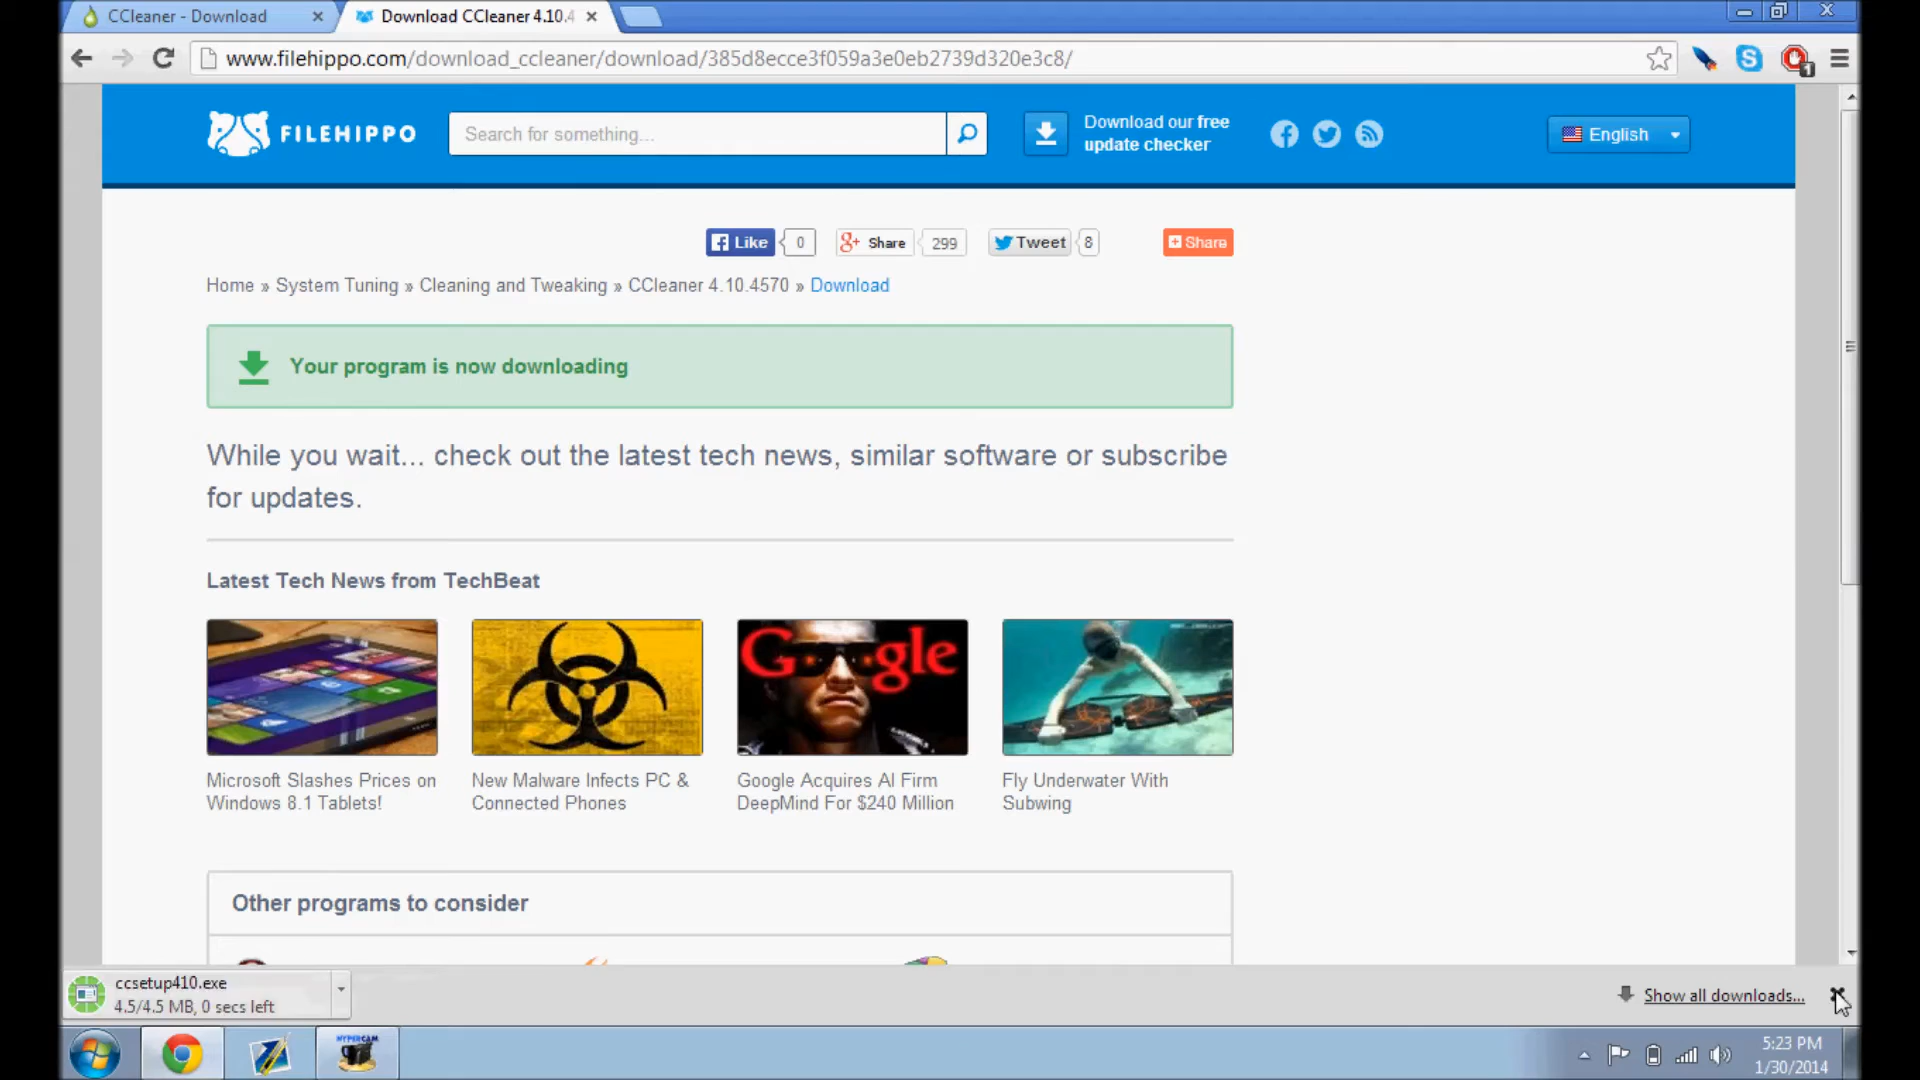 CCleaner - Download
Download CCleaner 4.10.4
www.filehippo.com/download_ccleaner/download/385d8ecce3f059a3e0eb2739d320e3c8/
1
FILEHIPPO
Search for something...
Download our free
update checker
English
Like
0
Share
299
Tweet
8
Share
Home » System Tuning » Cleaning and Tweaking » CCleaner 4.10.4570 » Download
Your program is now downloading
While you wait... check out the latest tech news, similar software or subscribe
for updates.
Latest Tech News from TechBeat
Google
Microsoft Slashes Prices on
Windows 8.1 Tablets!
New Malware Infects PC &
Connected Phones
Google Acquires AI Firm
DeepMind For $240 Million
Fly Underwater With
Subwing
Other programs to consider
ccsetup410.exe
4.5/4.5 MB, 0 secs left
Show all downloads...
HYPERCAM
5:23 PM
1/30/2014